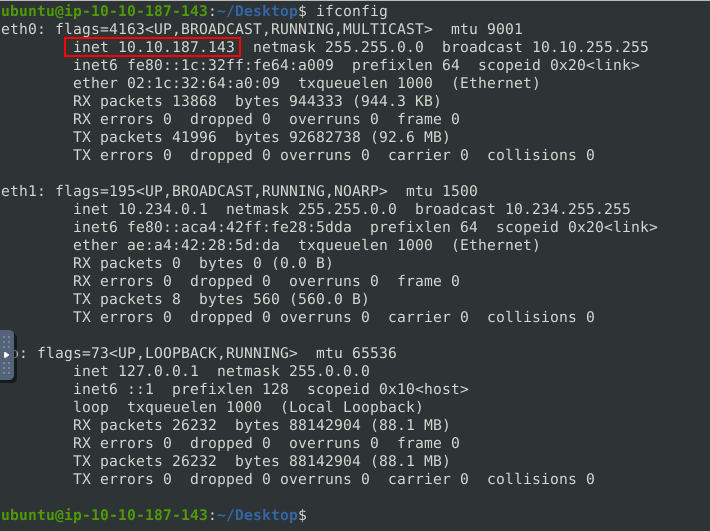 ubuntu@ip-10-10-187-143:~/Desktop$ ifconfig
eth0: flags=4163<UP,BROADCAST,RUNNING,MULTICAST>  mtu 9001
        inet 10.10.187.143  netmask 255.255.0.0  broadcast 10.10.255.255
        inet6 fe80::1c:32ff:fe64:a009  prefixlen 64  scopeid 0x20<link>
        ether 02:1c:32:64:a0:09  txqueuelen 1000  (Ethernet)
        RX packets 13868  bytes 944333 (944.3 KB)
        RX errors 0  dropped 0  overruns 0  frame 0
        TX packets 41996  bytes 92682738 (92.6 MB)
        TX errors 0  dropped 0 overruns 0  carrier 0  collisions 0

eth1: flags=195<UP,BROADCAST,RUNNING,NOARP>  mtu 1500
        inet 10.234.0.1  netmask 255.255.0.0  broadcast 10.234.255.255
        inet6 fe80::aca4:42ff:fe28:5dda  prefixlen 64  scopeid 0x20<link>
        ether ae:a4:42:28:5d:da  txqueuelen 1000  (Ethernet)
        RX packets 0  bytes 0 (0.0 B)
        RX errors 0  dropped 0  overruns 0  frame 0
        TX packets 8  bytes 560 (560.0 B)
        TX errors 0  dropped 0 overruns 0  carrier 0  collisions 0

o: flags=73<UP,LOOPBACK,RUNNING>  mtu 65536
        inet 127.0.0.1  netmask 255.0.0.0
        inet6 ::1  prefixlen 128  scopeid 0x10<host>
        loop  txqueuelen 1000  (Local Loopback)
        RX packets 26232  bytes 88142904 (88.1 MB)
        RX errors 0  dropped 0  overruns 0  frame 0
        TX packets 26232  bytes 88142904 (88.1 MB)
        TX errors 0  dropped 0 overruns 0  carrier 0  collisions 0

ubuntu@ip-10-10-187-143:~/Desktop$